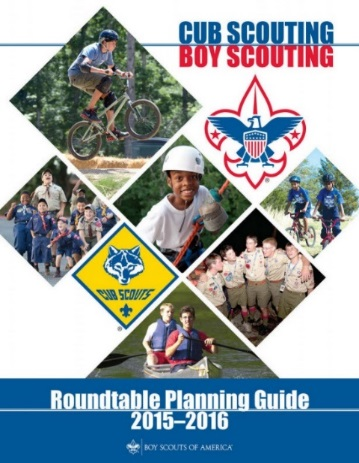 CUB SCOUTING
BOY SCOUTING
CUB SCOUTS
Roundtable Planning Guide
2015–2016
BOY SCOUTS OF AMERICA®